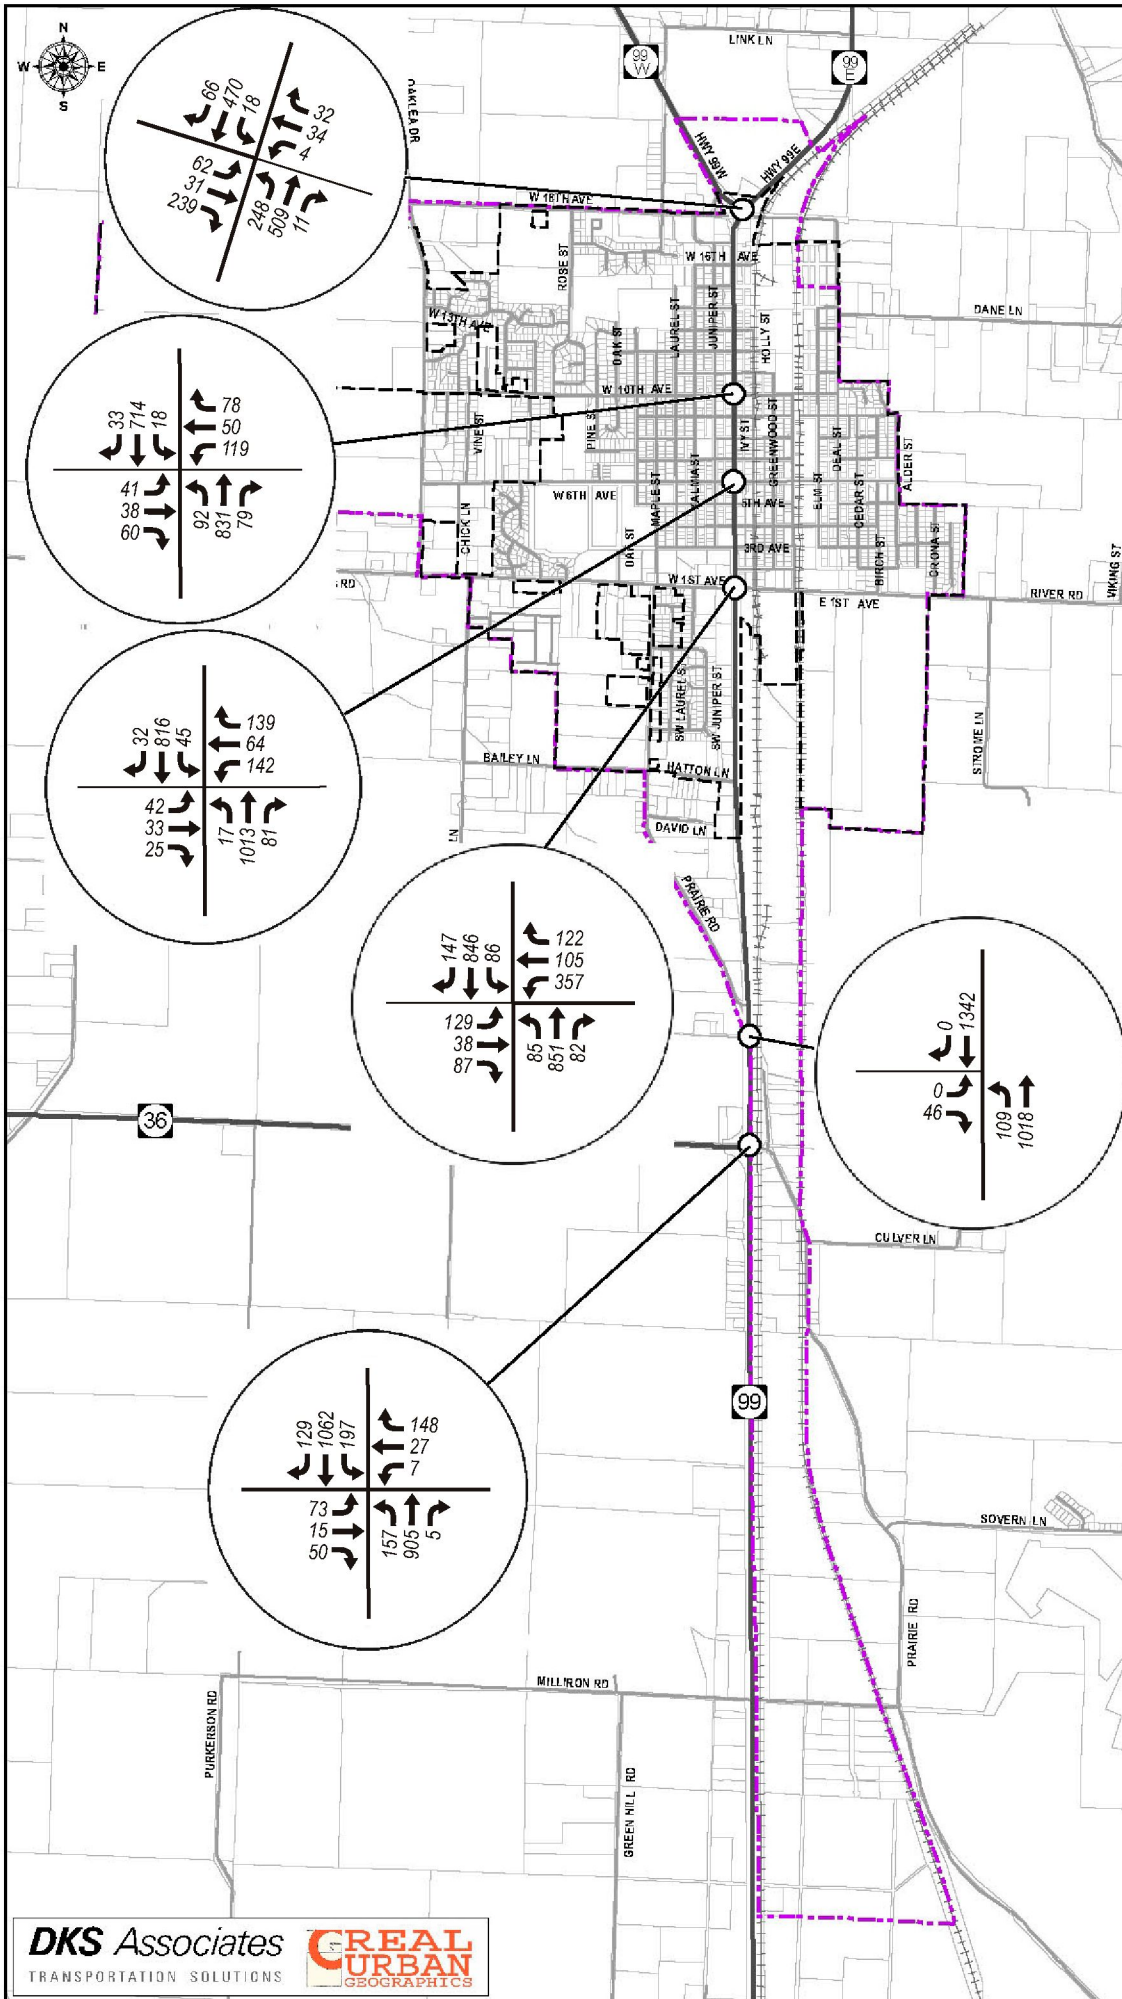 N
W E
S
LINK LN
99
W
99
E
OAKLEA DR
HWY 99W
HWY 99E
66
470
18
32
34
4
62
31
239
248
509
11
W 18TH AVE
W 16TH AVE
ROSE ST
LAUREL ST
JUNIPER ST
HOLLY ST
DANE LN
W 13TH AVE
OAK ST
W 10TH AVE
33
714
18
78
50
119
41
38
60
92
831
79
VINE ST
PINE S
IVY ST
GREENWOOD ST
DEAL ST
ALDER ST
W 6TH AVE
MAPLE ST
ALMA ST
5TH AVE
ELM ST
CEDAR ST
CHICK LN
OAK ST
3RD AVE
BIRCH ST
CRONA ST
VIKING ST
RD
W 1ST AVE
E 1ST AVE
RIVER RD
32
816
45
139
64
142
42
33
25
17
1013
81
SW LAUREL S
SW JUNIPER ST
STROME LN
BAILEY LN
HATTON LN
LN
DAVID LN
PRAIRIE RD
147
846
86
122
105
357
129
38
87
85
851
82
0
1342
0
46
109
1018
36
CULVER LN
99
129
1062
197
148
27
7
73
15
50
157
905
5
SOVERN LN
PRAIRIE RD
MILLIRON RD
PURKERSON RD
GREEN HILL RD
DKS Associates
TRANSPORTATION SOLUTIONS
REAL
URBAN
GEOGRAPHICS